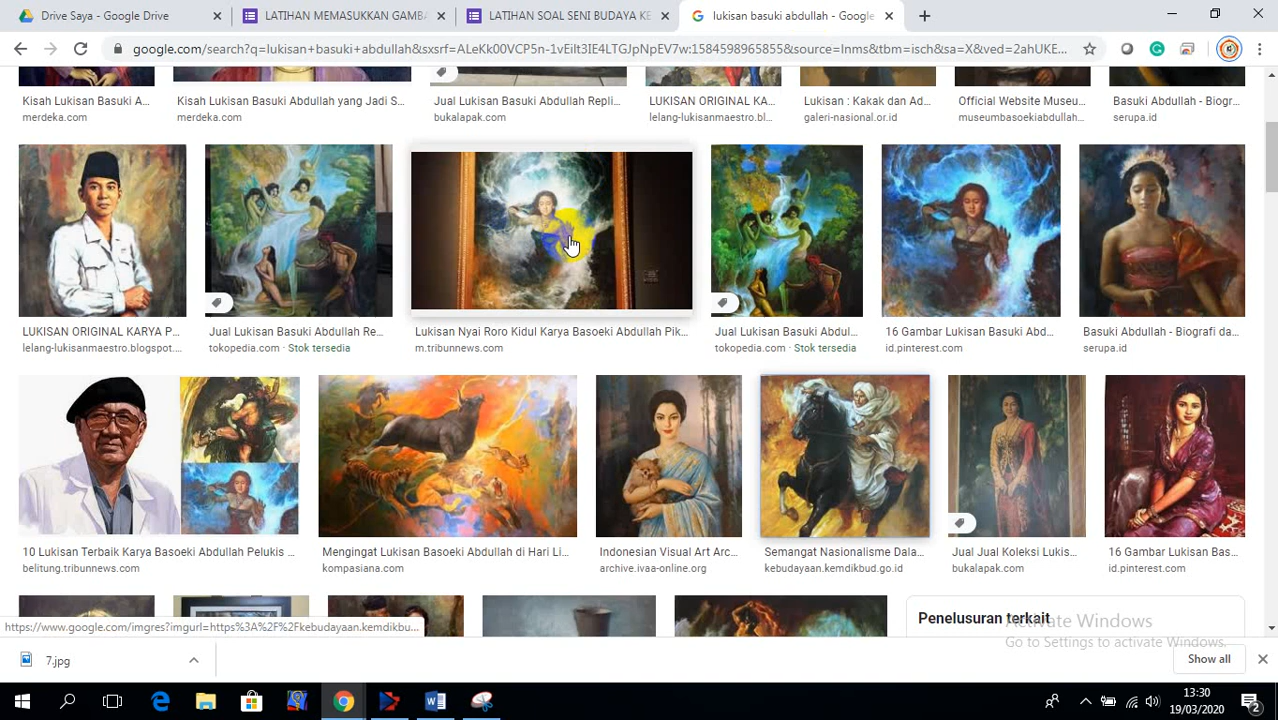 Drive Saya - Google Drive
LATIHAN MEMASUKKAN GAMBA
LATIHAN SOAL SENI BUDAYA KE
lukisan basuki abdullah - Google
google.com/search?q=lukisan+basuki+abdullah&sxsrf=ALeKk00VCP5n-1vEilt3IE4LTGJpNpEV7w:1584598965855&source=lnms&tbm=isch&sa=X&ved=2ahUKE...
Kisah Lukisan Basuki A...
merdeka.com
Kisah Lukisan Basuki Abdullah yang Jadi S...
merdeka.com
Jual Lukisan Basuki Abdullah Repli...
bukalapak.com
LUKISAN ORIGINAL KA...
lelang-lukisanmaestro.bl...
Lukisan : Kakak dan Ad...
galeri-nasional.or.id
Official Website Museu...
museumbasoekiabdullah...
Basuki Abdullah - Biogr...
serupa.id
LUKISAN ORIGINAL KARYA P...
lelang-lukisanmaestro.blogspot....
Jual Lukisan Basuki Abdullah Re...
tokopedia.com · Stok tersedia
Lukisan Nyai Roro Kidul Karya Basoeki Abdullah Pik...
m.tribunnews.com
Jual Lukisan Basuki Abdul...
tokopedia.com · Stok tersedia
16 Gambar Lukisan Basuki Abd...
id.pinterest.com
Basuki Abdullah - Biografi da...
serupa.id
10 Lukisan Terbaik Karya Basoeki Abdullah Pelukis ...
belitung.tribunnews.com
Mengingat Lukisan Basoeki Abdullah di Hari Li...
kompasiana.com
Indonesian Visual Art Arc...
archive.ivaa-online.org
Semangat Nasionalisme Dala...
kebudayaan.kemdikbud.go.id
Jual Jual Koleksi Lukis...
bukalapak.com
16 Gambar Lukisan Bas...
id.pinterest.com
Penelusuran terkait
https://www.google.com/imgres?imgurl=https%3A%2F%2Fkebudayaan.kemdikbu...
Activate Windows
Go to Settings to activate Windows.
7.jpg
Show all
13:30
19/03/2020
2